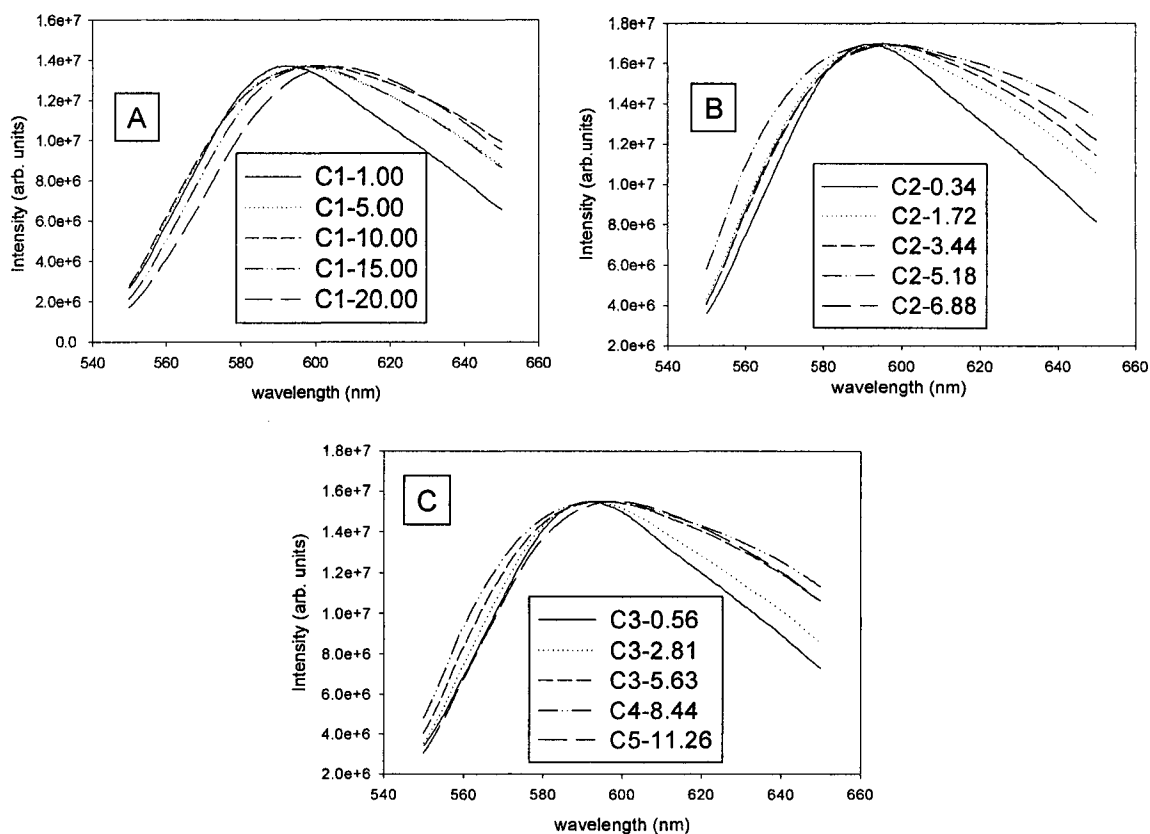 A
Intensity (arb. units)
1.6e+7
1.4e+7
1.2e+7
1.0e+7
8.0e+6
6.0e+6
4.0e+6
2.0e+6
0.0
C1-1.00
C1-5.00
C1-10.00
C1-15.00
C1-20.00
540 560 580 600 620 640 660
wavelength (nm)
B
Intensity (arb. units)
1.8e+7
1.6e+7
1.4e+7
1.2e+7
1.0e+7
8.0e+6
6.0e+6
4.0e+6
2.0e+6
C2-0.34
C2-1.72
C2-3.44
C2-5.18
C2-6.88
540 560 580 600 620 640 660
wavelength (nm)
C
Intensity (arb. units)
1.8e+7
1.6e+7
1.4e+7
1.2e+7
1.0e+7
8.0e+6
6.0e+6
4.0e+6
2.0e+6
C3-0.56
C3-2.81
C3-5.63
C4-8.44
C5-11.26
540 560 580 600 620 640 660
wavelength (nm)